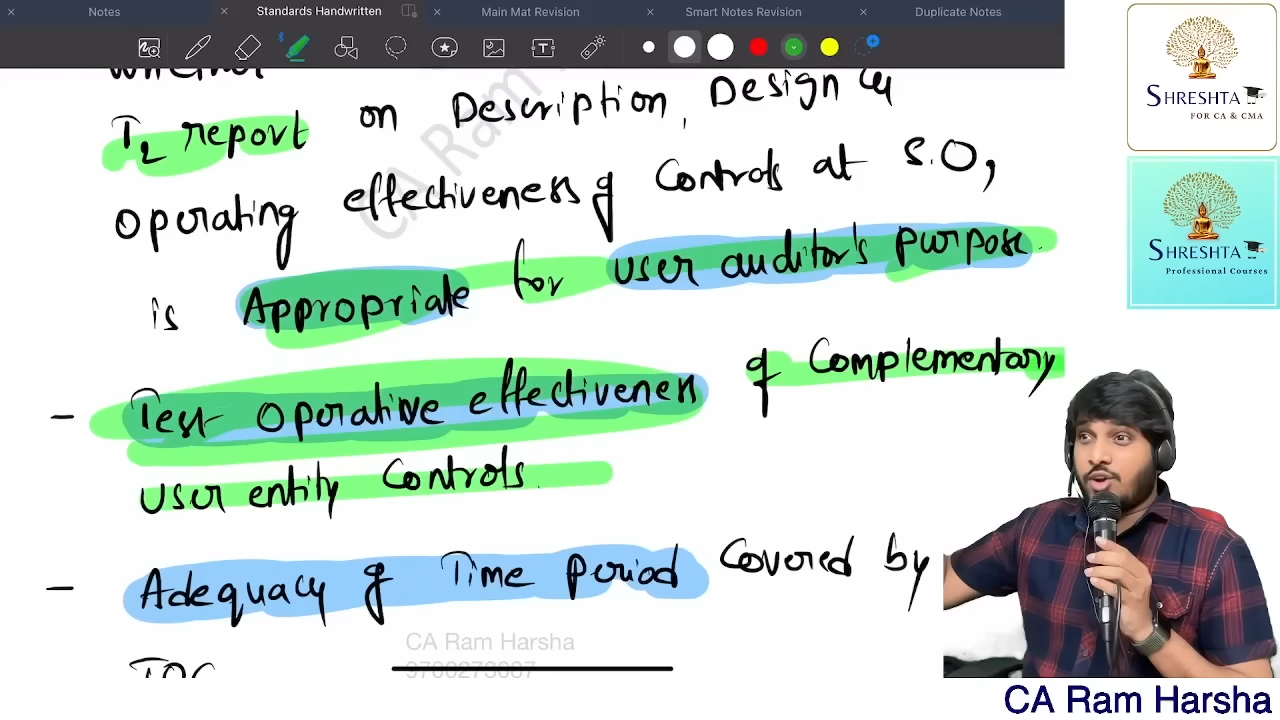 Notes
Standards Handwritten
Main Mat Revision
Smart Notes Revision
Duplicate Notes
T2 report on Description, Design &
operating effectiveness of Controls at S.O,
is Appropriate for user auditor's purpose.
- Test operative effectiveness of Complementary
user entity Controls.
- Adequacy of Time period Covered by
TOC
CA Ram Harsha
SHRESHTA
FOR CA & CMA
SHRESHTA
Professional Courses
CA Ram Harsha